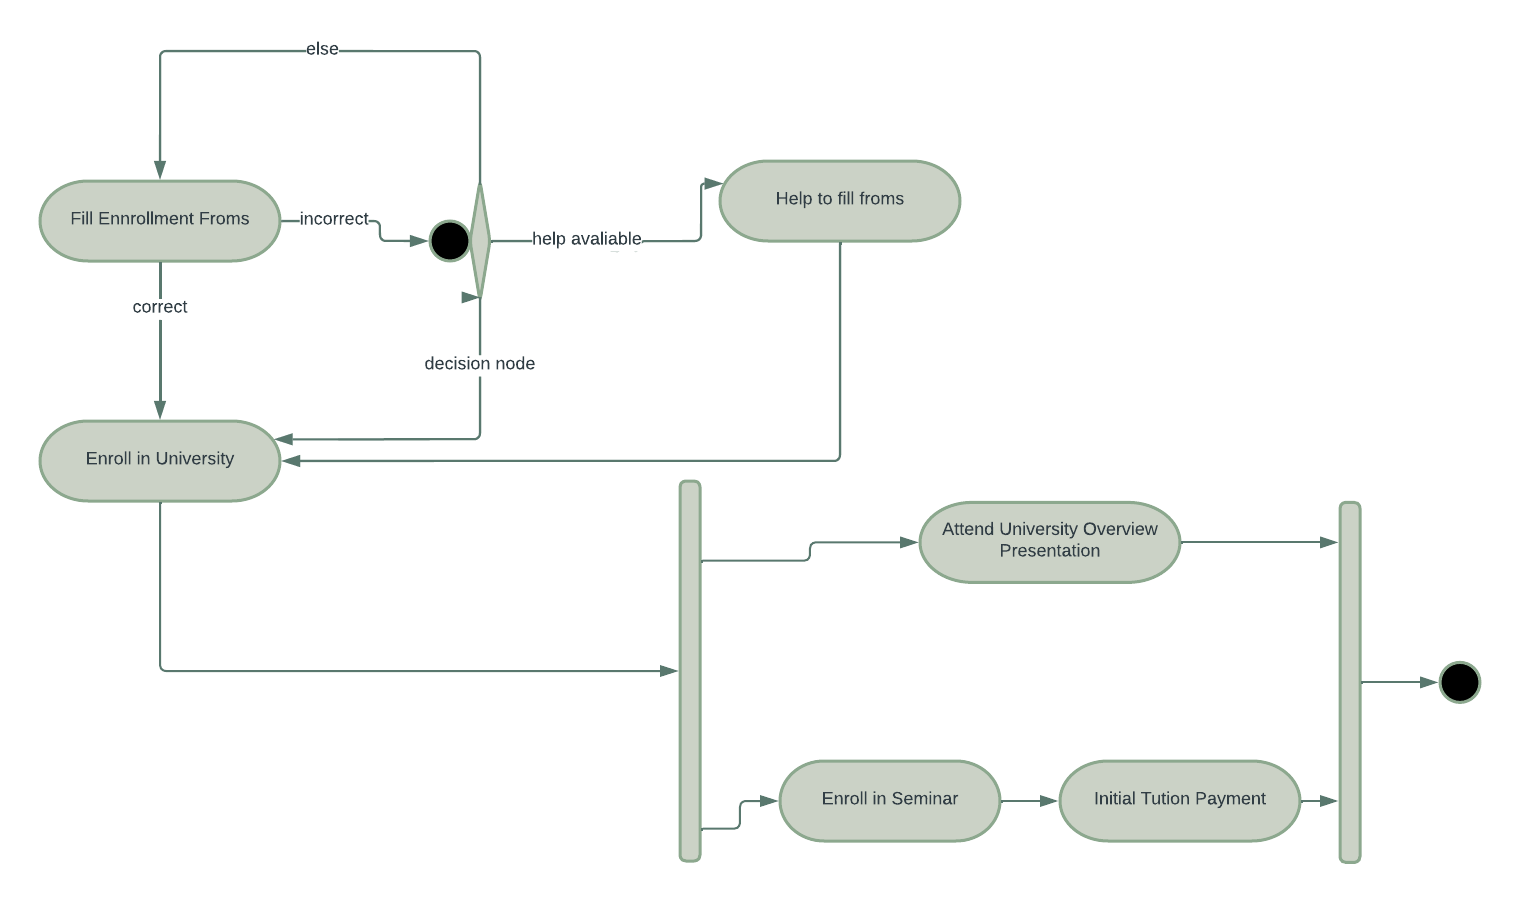 else
Fill Ennrollment Froms
incorrect
help avaliable
Help to fill froms
correct
decision node
Enroll in University
Attend University Overview
Presentation
Enroll in Seminar
Initial Tution Payment